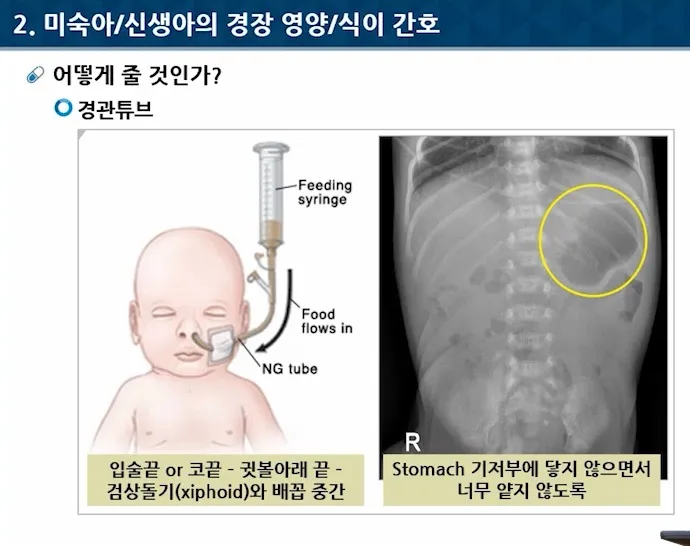 2. 미숙아/신생아의 경장 영양/식이 간호
어떻게 줄 것인가?
경관튜브
Feeding
syringe
Food
flows in
NG tube
R
입술끝 or 코끝 - 귓볼아래 끝 -
검상돌기(xiphoid)와 배꼽 중간
Stomach 기저부에 닿지 않으면서
너무 얕지 않도록